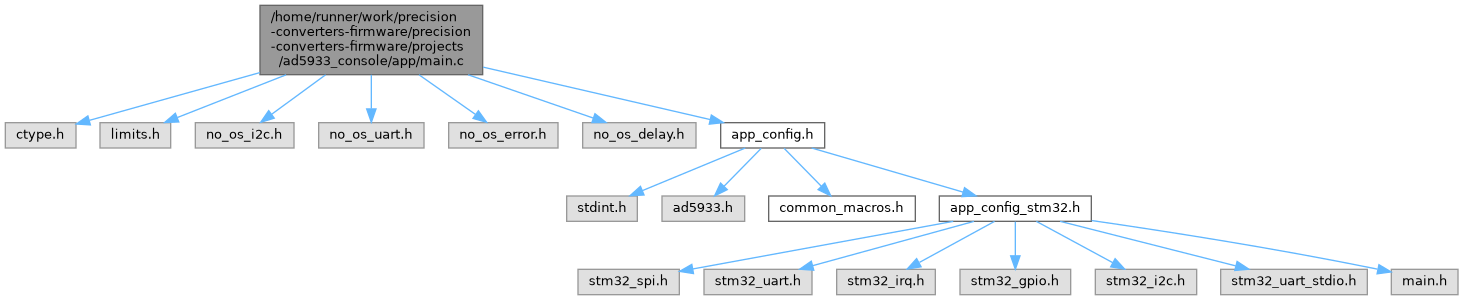 /home/runner/work/precision
-converters-firmware/precision
-converters-firmware/projects
/ad5933_console/app/main.c
ctype.h
limits.h
no_os_i2c.h
no_os_uart.h
no_os_error.h
no_os_delay.h
app_config.h
stdint.h
ad5933.h
common_macros.h
app_config_stm32.h
stm32_spi.h
stm32_uart.h
stm32_irq.h
stm32_gpio.h
stm32_i2c.h
stm32_uart_stdio.h
main.h